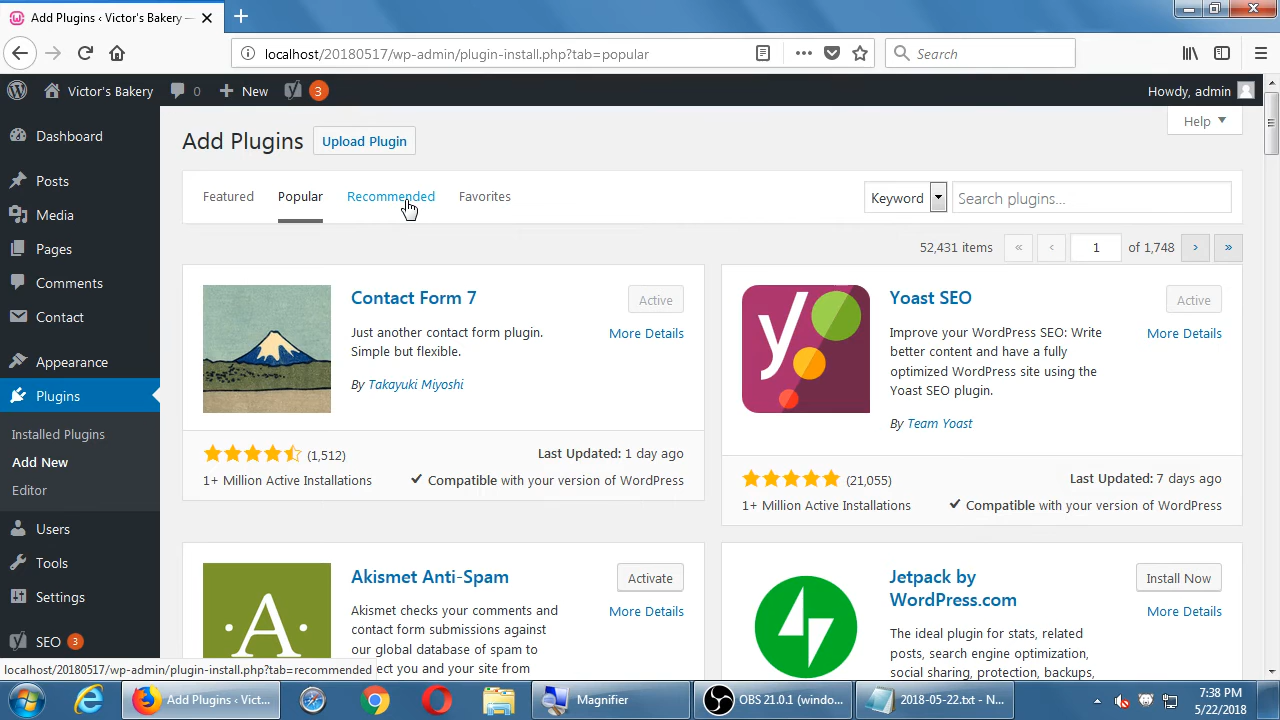 Add Plugins ‹ Victor's Bakery —
localhost/20180517/wp-admin/plugin-install.php?tab=popular
Search
Victor's Bakery
0
New
3
Howdy, admin
Dashboard
Posts
Media
Pages
Comments
Contact
Appearance
Plugins
Installed Plugins
Add New
Editor
Users
Tools
Settings
SEO 3
Help
Add Plugins
Upload Plugin
Featured
Popular
Recommended
Favorites
Keyword
Search plugins...
52,431 items
«
‹
1
of 1,748
›
»
Contact Form 7
Active
More Details
Just another contact form plugin.
Simple but flexible.
By Takayuki Miyoshi
(1,512)
Last Updated: 1 day ago
1+ Million Active Installations
Compatible with your version of WordPress
y
Yoast SEO
Active
More Details
Improve your WordPress SEO: Write
better content and have a fully
optimized WordPress site using the
Yoast SEO plugin.
By Team Yoast
(21,055)
Last Updated: 7 days ago
1+ Million Active Installations
Compatible with your version of WordPress
A
Akismet Anti-Spam
Activate
More Details
Akismet checks your comments and
contact form submissions against
our global database of spam to
ect you and your site from
Jetpack by
WordPress.com
Install Now
More Details
The ideal plugin for stats, related
posts, search engine optimization,
social sharing, protection, backups,
localhost/20180517/wp-admin/plugin-install.php?tab=recommended
Add Plugins ‹ Vict...
Magnifier
OBS 21.0.1 (windo...
2018-05-22.txt - N...
7:38 PM
5/22/2018